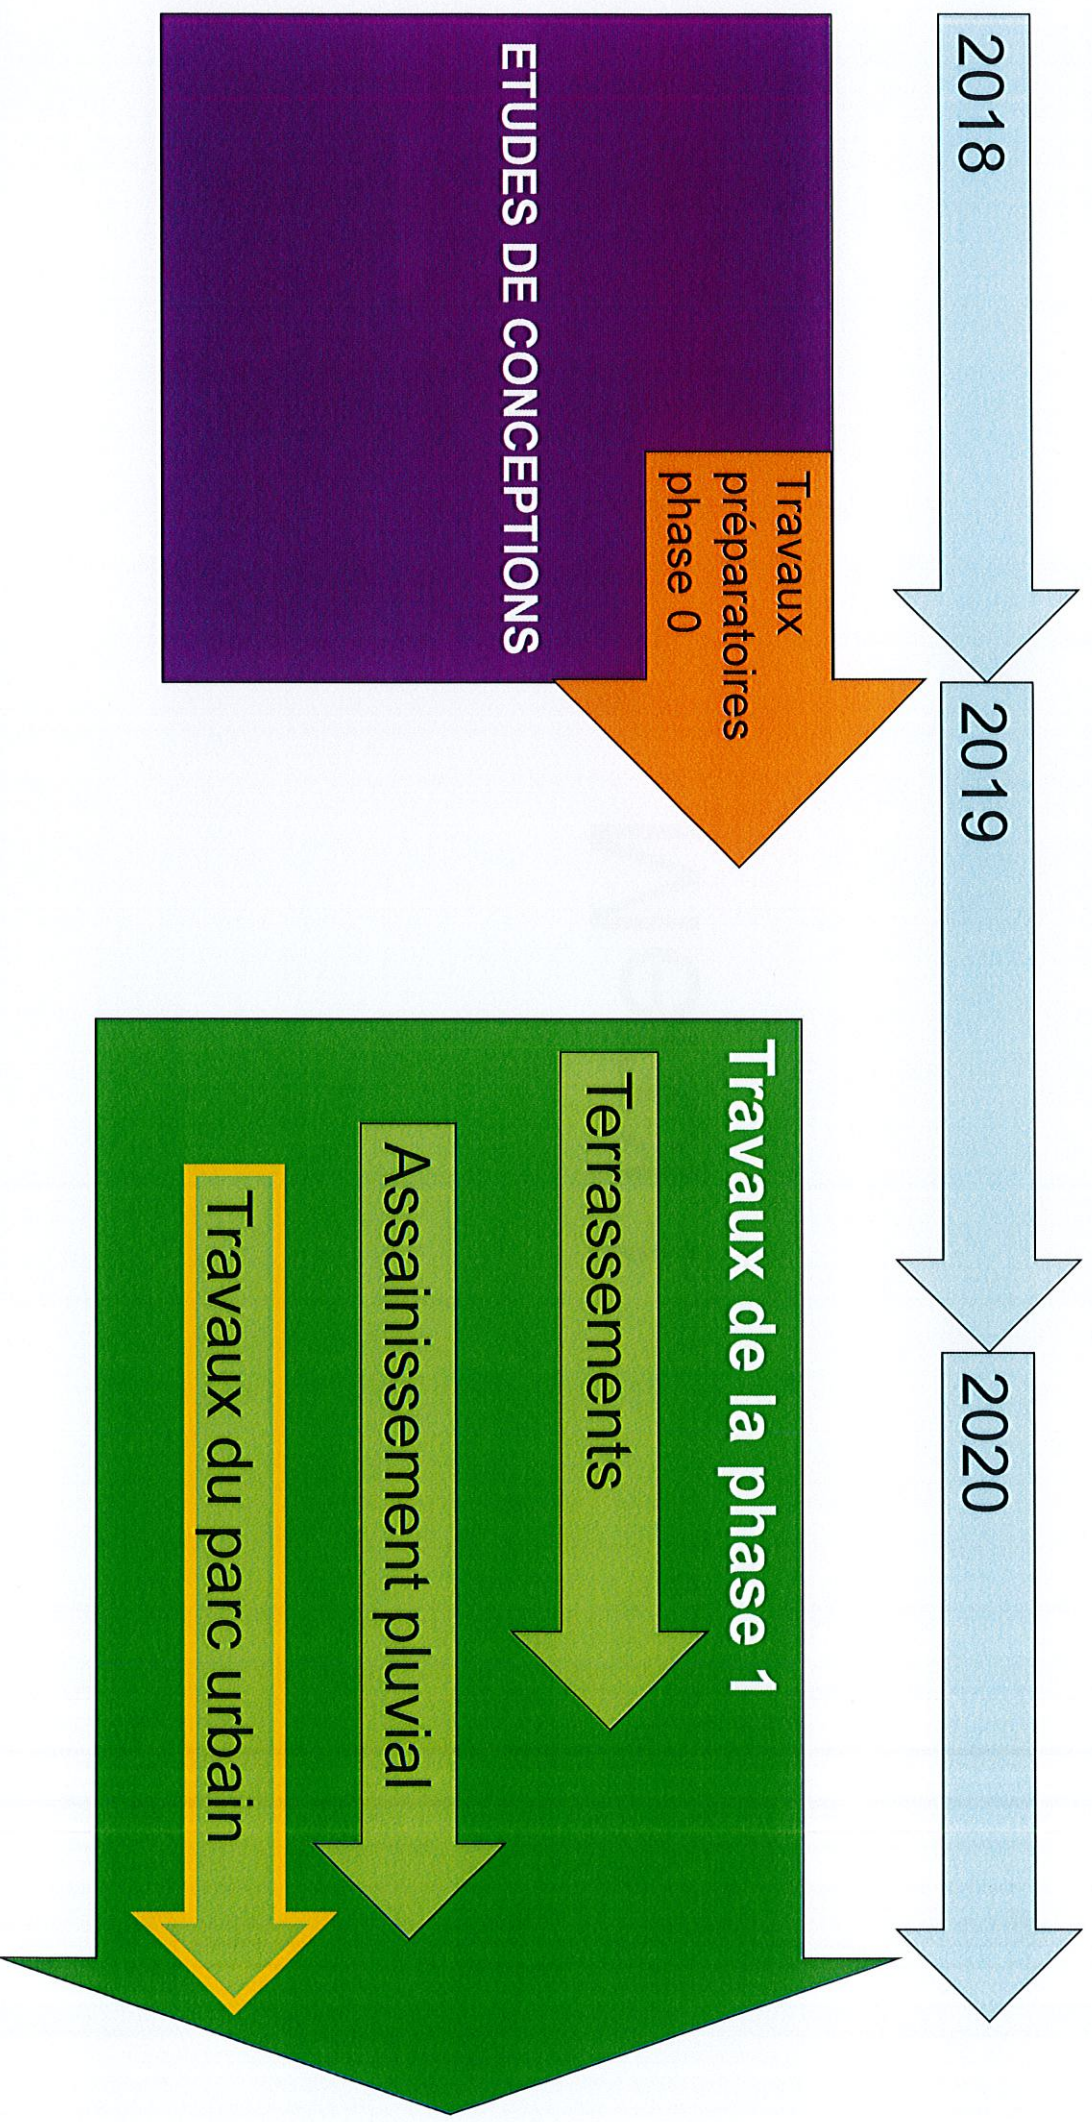 2018
2019
2020
ETUDES DE CONCEPTIONS
Travaux
préparatoires
phase 0
Travaux de la phase 1
Terrassements
Assainissement pluvial
Travaux du parc urbain